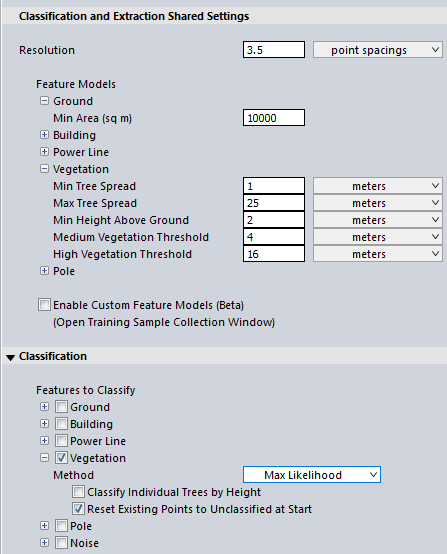 Classification and Extraction Shared Settings
Resolution 3.5 point spacings
Feature Models
Ground
Min Area (sq m) 10000
Building
Power Line
Vegetation
Min Tree Spread 1 meters
Max Tree Spread 25 meters
Min Height Above Ground 2 meters
Medium Vegetation Threshold 4 meters
High Vegetation Threshold 16 meters
Pole
Enable Custom Feature Models (Beta)
(Open Training Sample Collection Window)
Classification
Features to Classify
Ground
Building
Power Line
Vegetation
Method Max Likelihood
Classify Individual Trees by Height
Reset Existing Points to Unclassified at Start
Pole
Noise